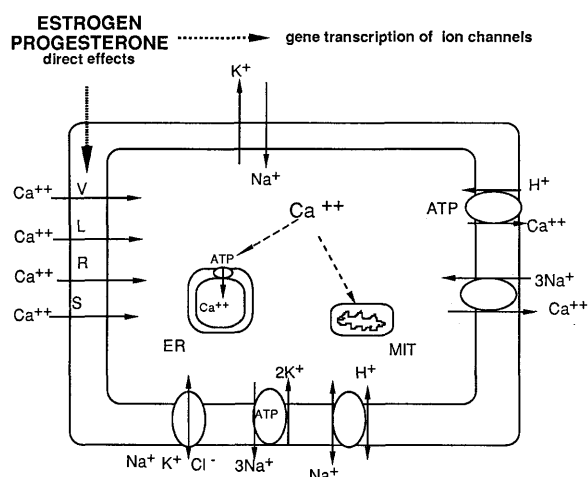 ESTROGEN
PROGESTERONE
direct effects
gene transcription of ion channels
K+
Na+
Ca++ V
Ca++ L
Ca++ R
Ca++ S
Ca ++
ATP
Ca++
ER
MIT
H+
ATP
Ca++
3Na+
Ca++
2K+
H+
ATP
Na+ K+ Cl -
3Na+
Na+